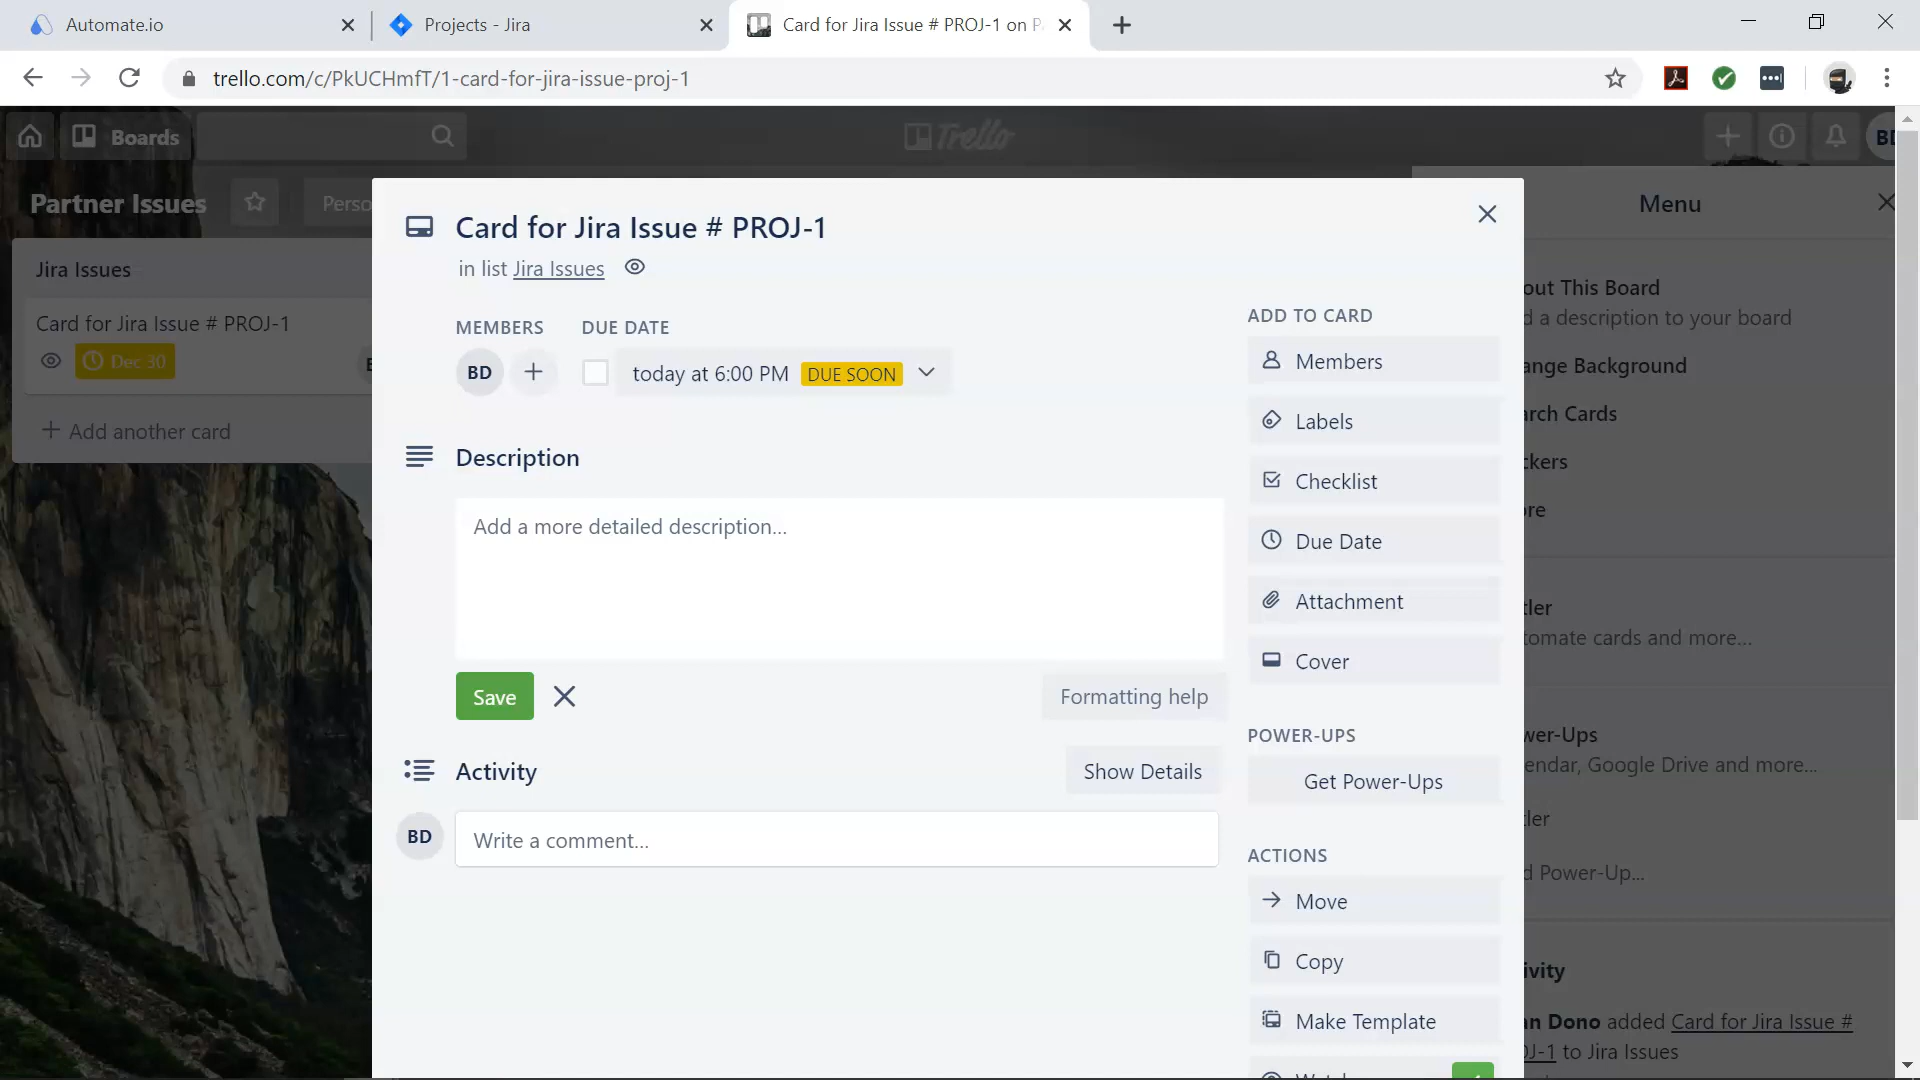 Automate.io
Projects - Jira
Card for Jira Issue # PROJ-1 on P
trello.com/c/PkUCHmfT/1-card-for-jira-issue-proj-1
Boards
Trello
BD
Partner Issues
Perso
Menu
Jira Issues
Card for Jira Issue # PROJ-1
Dec 30
Add another card
Card for Jira Issue # PROJ-1
in list Jira Issues
MEMBERS
DUE DATE
BD
today at 6:00 PM DUE SOON
Description
Add a more detailed description...
Save
Formatting help
Activity
Show Details
BD
Write a comment...
ADD TO CARD
Members
Labels
Checklist
Due Date
Attachment
Cover
POWER-UPS
Get Power-Ups
ACTIONS
Move
Copy
Make Template
out This Board
d a description to your board
ange Background
rch Cards
ckers
re
tler
tomate cards and more...
wer-Ups
endar, Google Drive and more...
tler
d Power-Up...
ivity
an Dono added Card for Jira Issue #
OJ-1 to Jira Issues